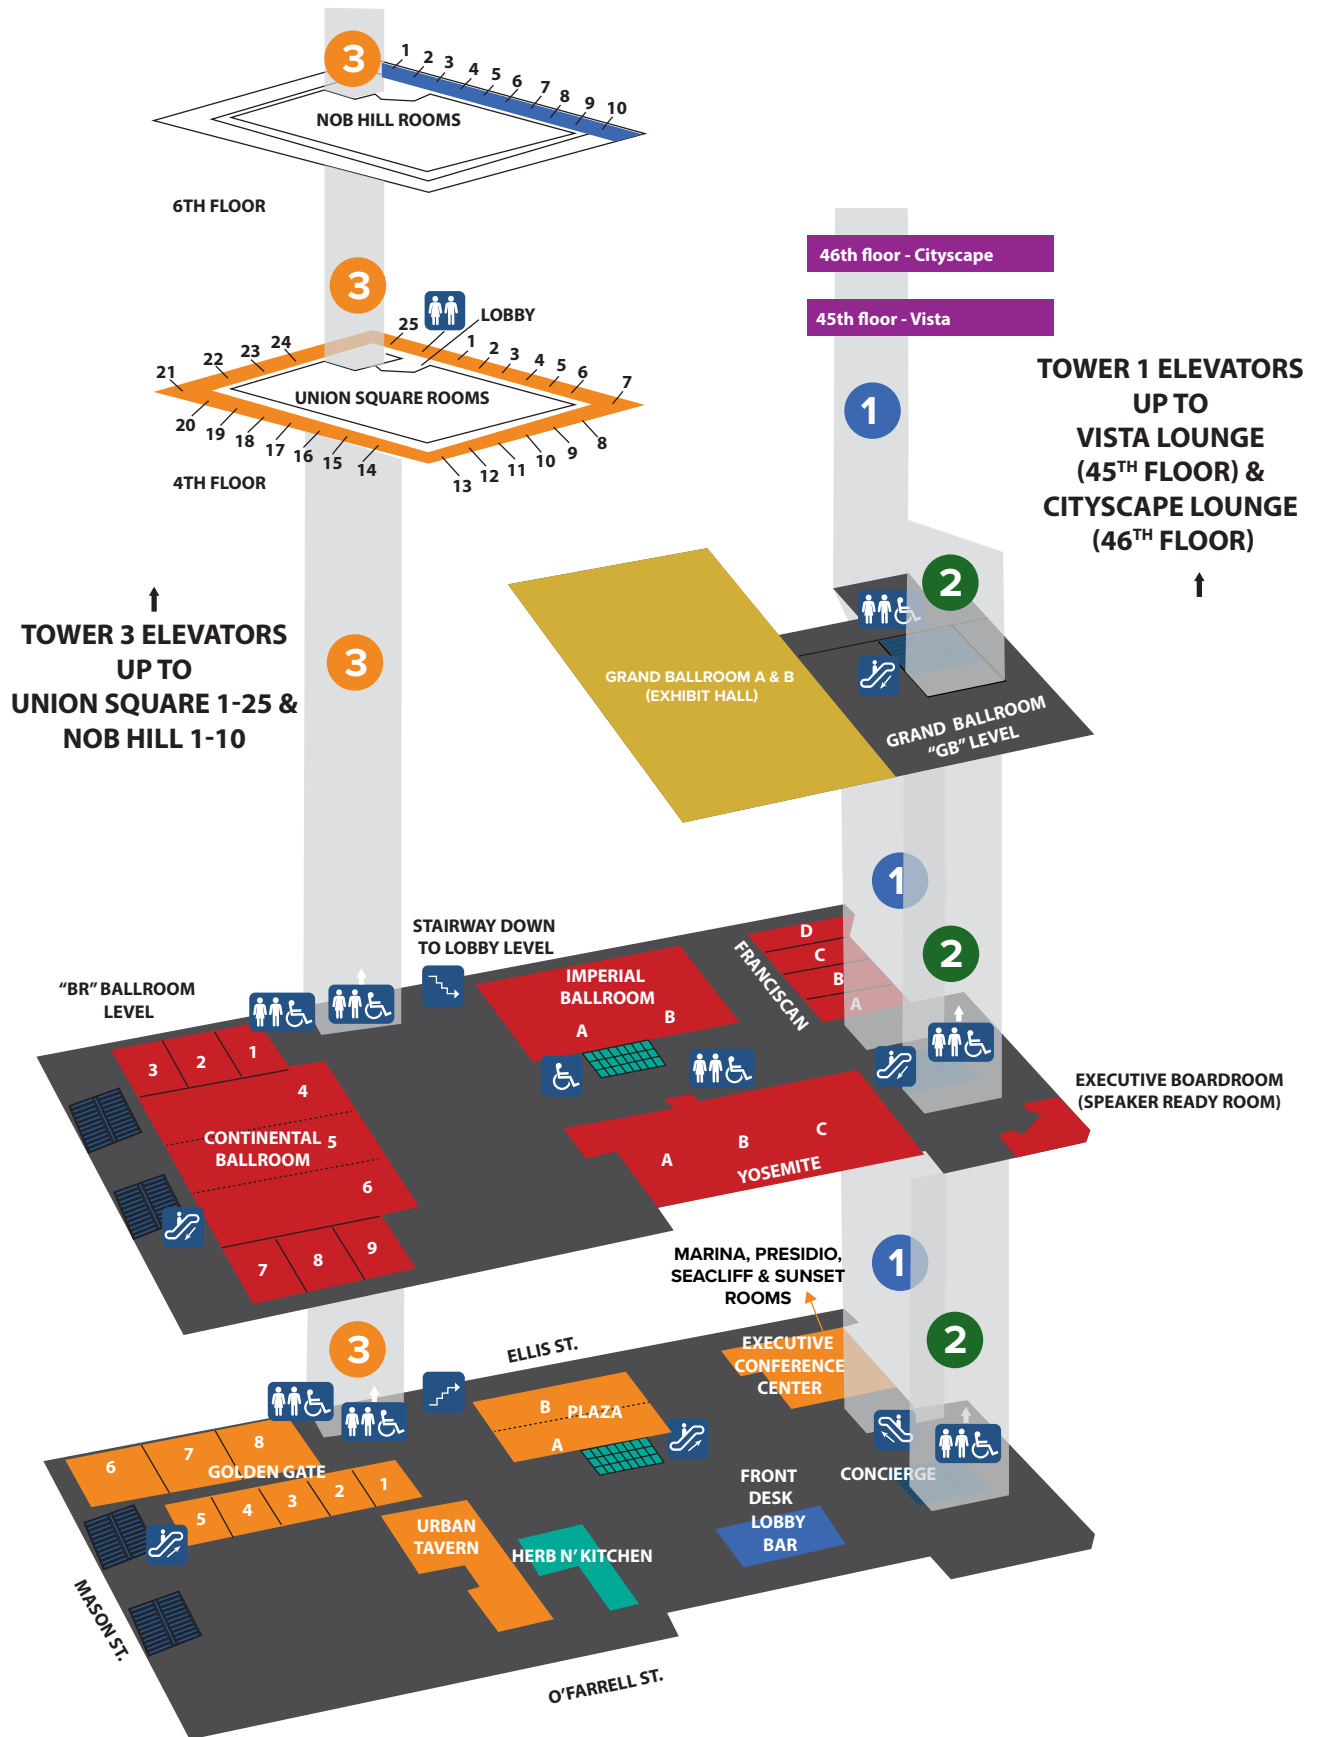 3
1
2
3
4
5
6
7
8
9
10
NOB HILL ROOMS
6TH FLOOR
46th floor - Cityscape
45th floor - Vista
3
25
LOBBY
1
2
3
4
5
6
7
24
23
22
21
UNION SQUARE ROOMS
20
19
18
17
16
15
14
13
12
11
10
9
8
4TH FLOOR
1
TOWER 1 ELEVATORS
UP TO
VISTA LOUNGE
(45TH FLOOR) &
CITYSCAPE LOUNGE
(46TH FLOOR)
2
TOWER 3 ELEVATORS
UP TO
UNION SQUARE 1-25 &
NOB HILL 1-10
3
GRAND BALLROOM A & B
(EXHIBIT HALL)
GRAND BALLROOM
“GB” LEVEL
1
2
STAIRWAY DOWN
TO LOBBY LEVEL
“BR” BALLROOM
LEVEL
IMPERIAL
BALLROOM
A
B
FRANCISCAN
D
C
B
A
3
2
1
4
CONTINENTAL
BALLROOM
5
6
7
8
9
A
B
C
YOSEMITE
EXECUTIVE BOARDROOM
(SPEAKER READY ROOM)
MARINA, PRESIDIO,
SEACLIFF & SUNSET
ROOMS
1
2
3
ELLIS ST.
EXECUTIVE
CONFERENCE
CENTER
B
PLAZA
A
6
7
8
GOLDEN GATE
5
4
3
2
1
URBAN
TAVERN
HERB N’ KITCHEN
FRONT
DESK
LOBBY
BAR
CONCIERGE
MASON ST.
O’FARRELL ST.